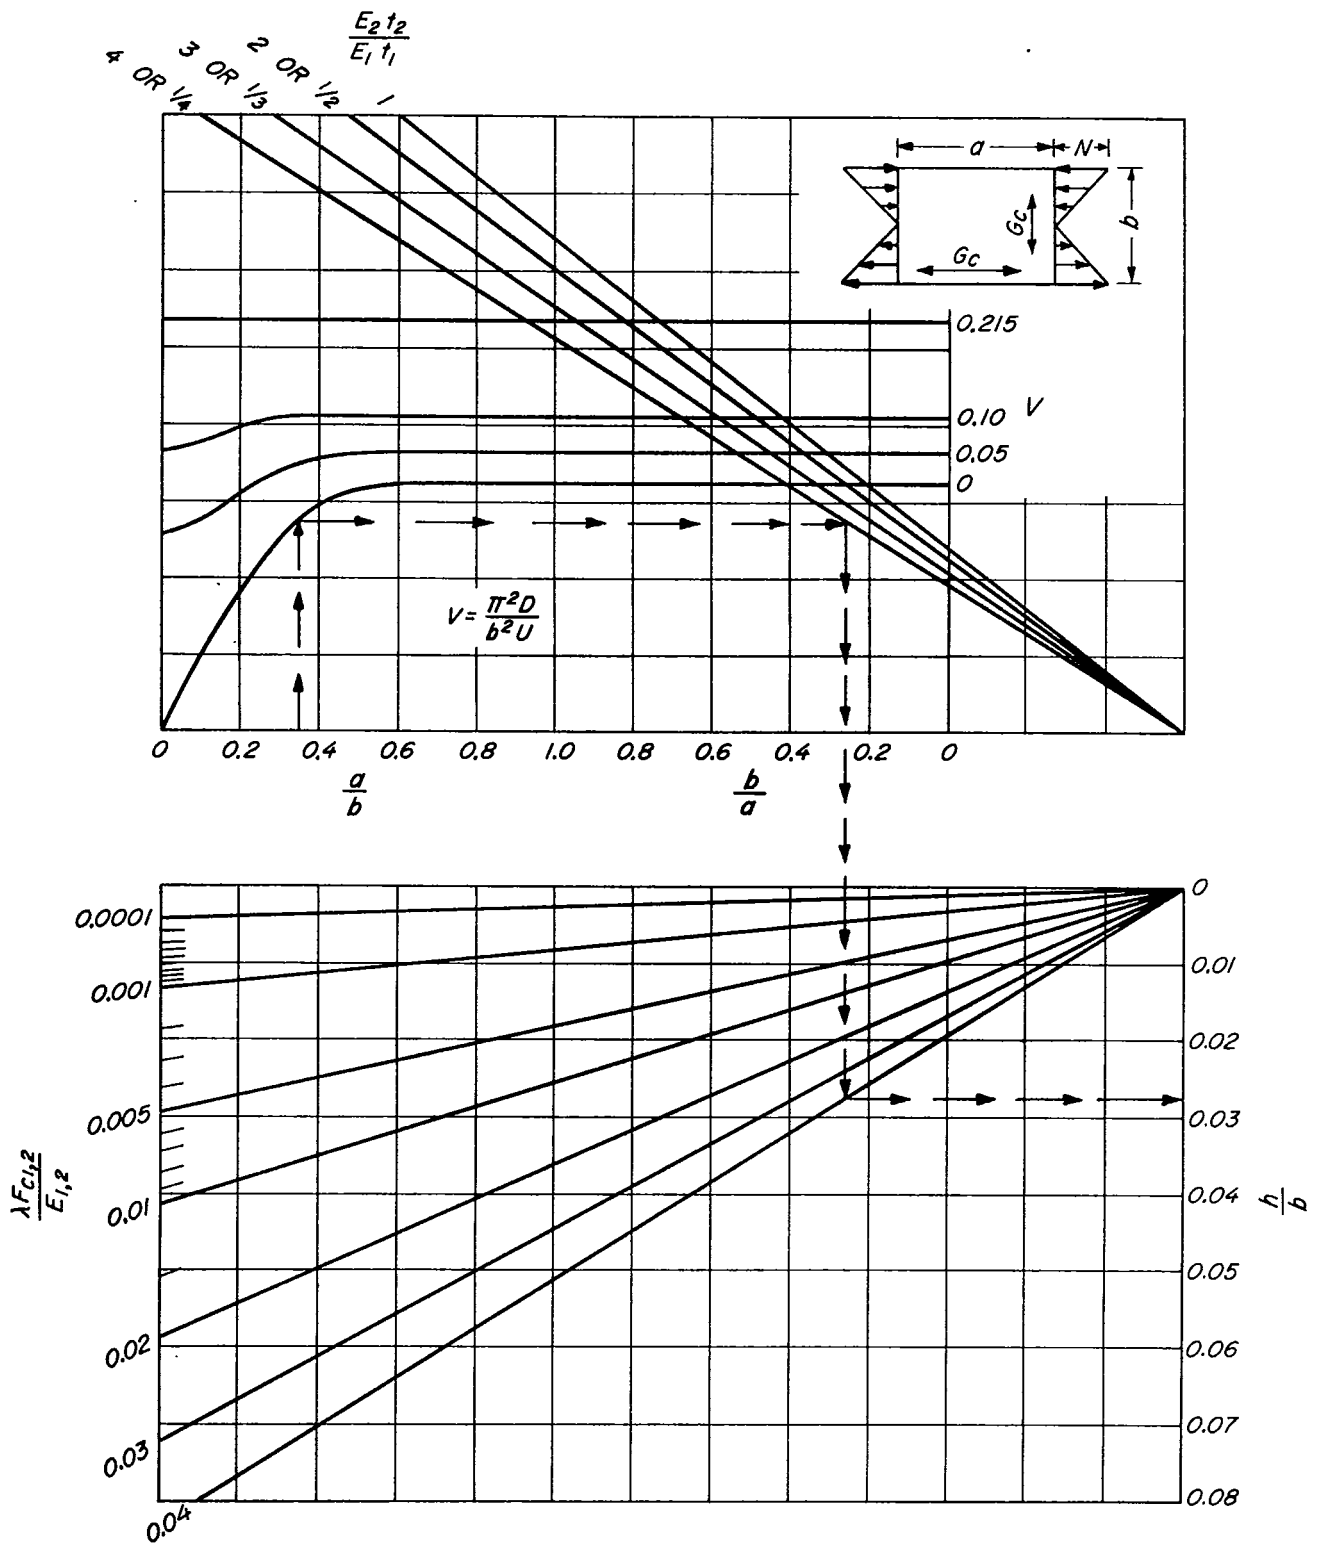 E₂ t₂
E₁ t₁
4 OR 1/4
3 OR 1/3
2 OR 1/2
1
a
N
b
Gc
Gc
0.215
0.10 V
0.05
0
V = π²D
b²U
0 0.2 0.4 0.6 0.8 1.0 0.8 0.6 0.4 0.2 0
a
b
b
a
0.0001
0.001
0.005
0.01
0.02
0.03
0.04
λFC1,2
E1,2
0
0.01
0.02
0.03
0.04
0.05
0.06
0.07
0.08
h
b